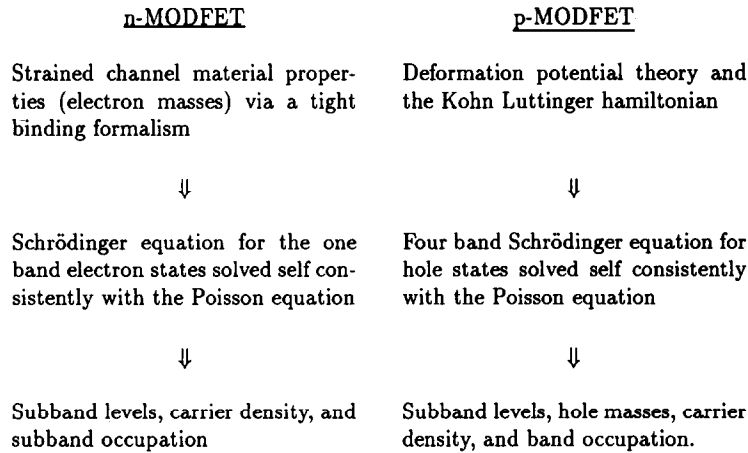 n-MODFET
Strained channel material proper-
ties (electron masses) via a tight
binding formalism
⇓
Schrödinger equation for the one
band electron states solved self con-
sistently with the Poisson equation
⇓
Subband levels, carrier density, and
subband occupation
p-MODFET
Deformation potential theory and
the Kohn Luttinger hamiltonian
⇓
Four band Schrödinger equation for
hole states solved self consistently
with the Poisson equation
⇓
Subband levels, hole masses, carrier
density, and band occupation.